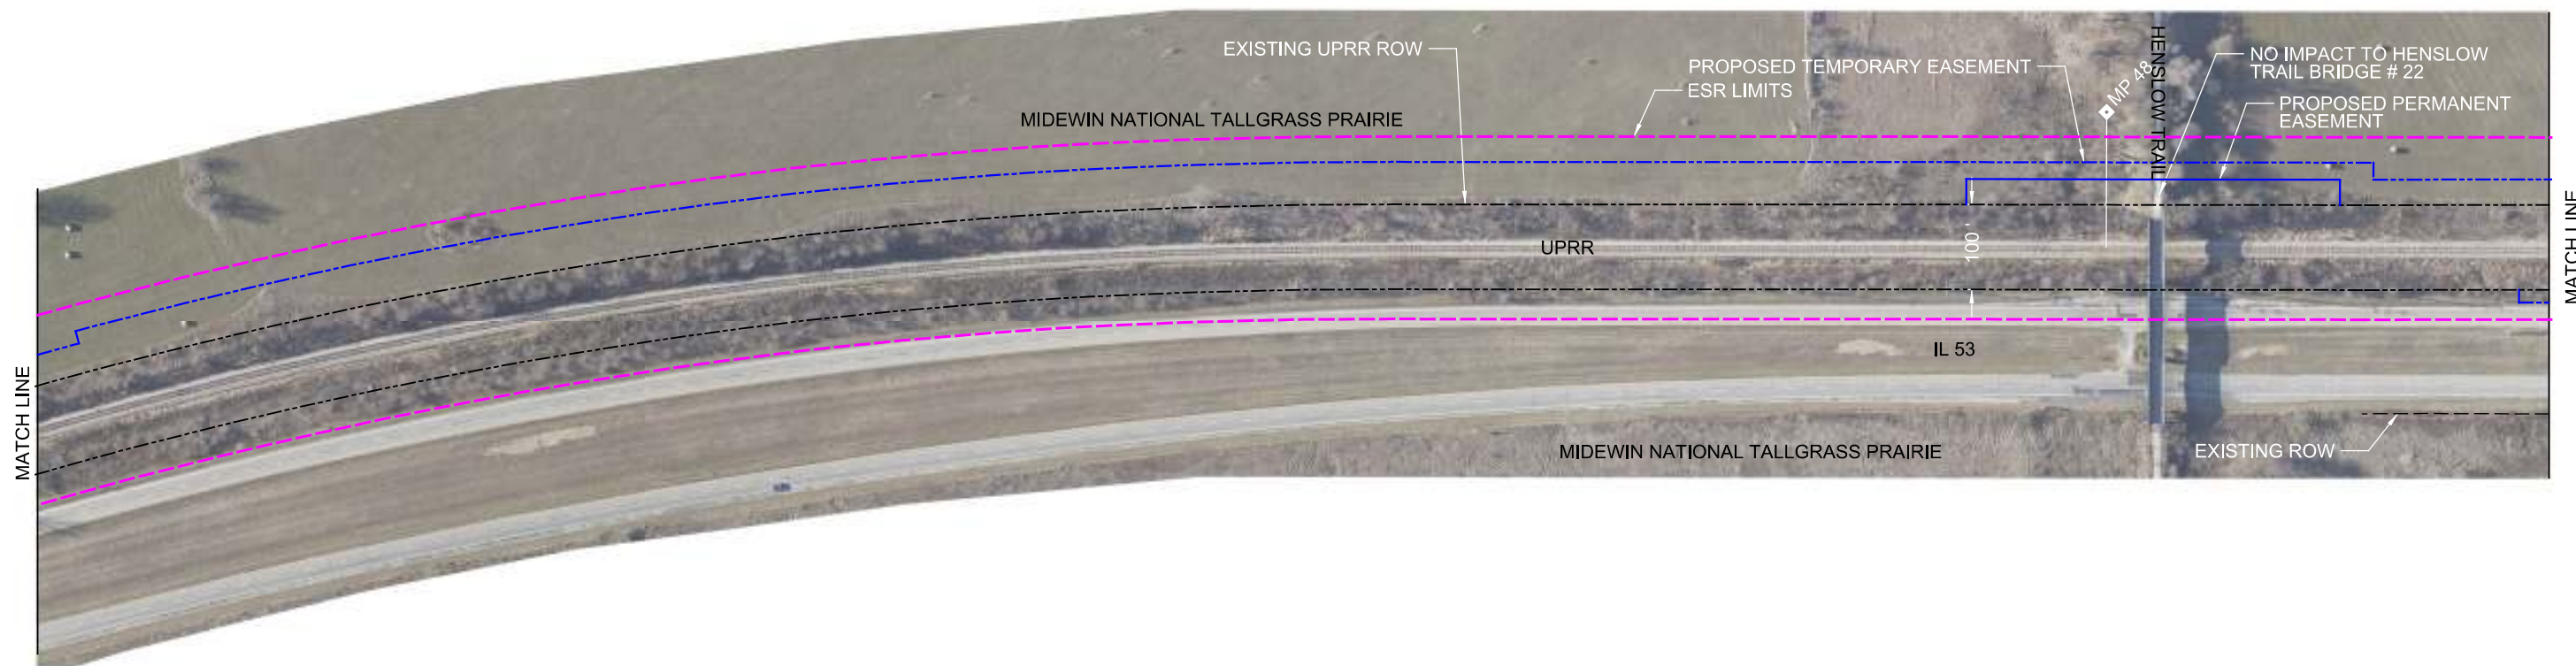 EXISTING UPRR ROW
PROPOSED TEMPORARY EASEMENT
ESR LIMITS
MIDEWIN NATIONAL TALLGRASS PRAIRIE
MP 48
HENSLOW TRAIL
NO IMPACT TO HENSLOW
TRAIL BRIDGE # 22
PROPOSED PERMANENT
EASEMENT
MATCH LINE
UPRR
100 '
MATCH LINE
IL 53
MIDEWIN NATIONAL TALLGRASS PRAIRIE
EXISTING ROW